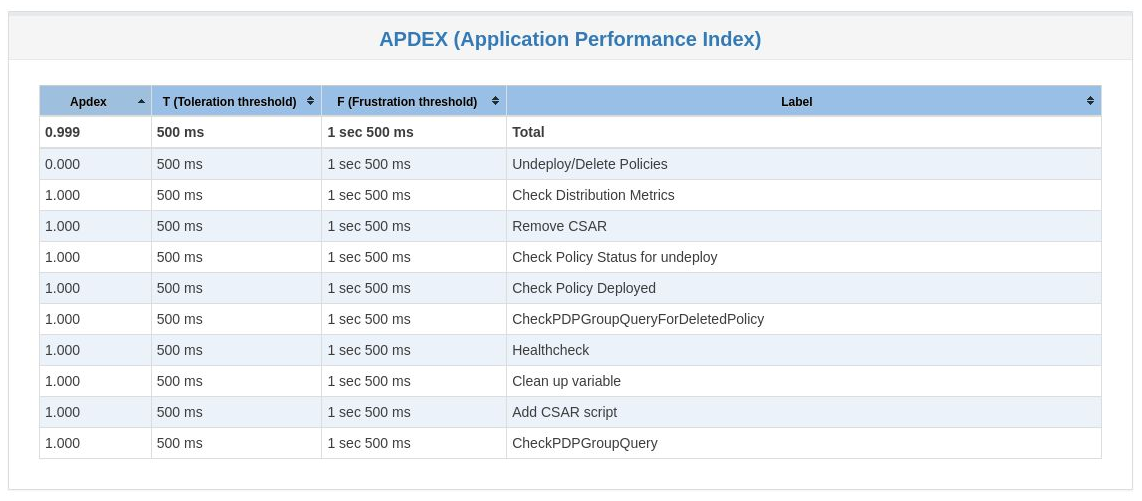 APDEX (Application Performance Index)
Apdex T (Toleration threshold) F (Frustration threshold) Label
0.999 500 ms 1 sec 500 ms Total
0.000 500 ms 1 sec 500 ms Undeploy/Delete Policies
1.000 500 ms 1 sec 500 ms Check Distribution Metrics
1.000 500 ms 1 sec 500 ms Remove CSAR
1.000 500 ms 1 sec 500 ms Check Policy Status for undeploy
1.000 500 ms 1 sec 500 ms Check Policy Deployed
1.000 500 ms 1 sec 500 ms CheckPDPGroupQueryForDeletedPolicy
1.000 500 ms 1 sec 500 ms Healthcheck
1.000 500 ms 1 sec 500 ms Clean up variable
1.000 500 ms 1 sec 500 ms Add CSAR script
1.000 500 ms 1 sec 500 ms CheckPDPGroupQuery